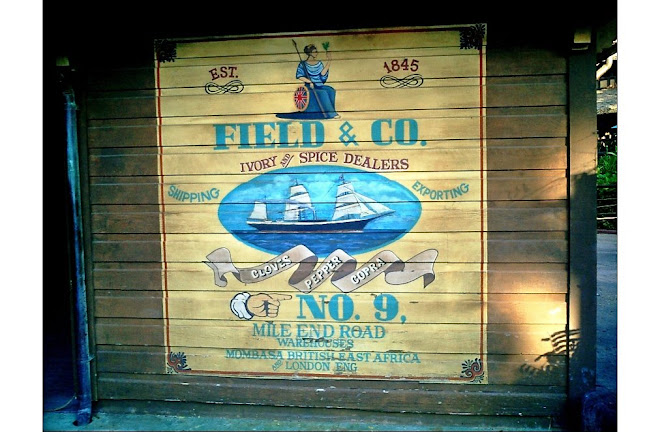 EST. 1845
FIELD & CO.
IVORY AND SPICE DEALERS
SHIPPING EXPORTING
CLOVES PEPPER COPRA
NO. 9,
MILE END ROAD
WAREHOUSES
MOMBASA BRITISH EAST AFRICA
AND LONDON ENG